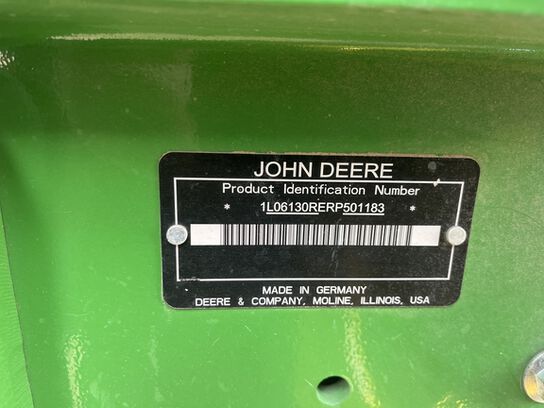 JOHN DEERE
Product Identification Number
* 1L06130RERP501183 *
MADE IN GERMANY
DEERE & COMPANY, MOLINE, ILLINOIS, USA